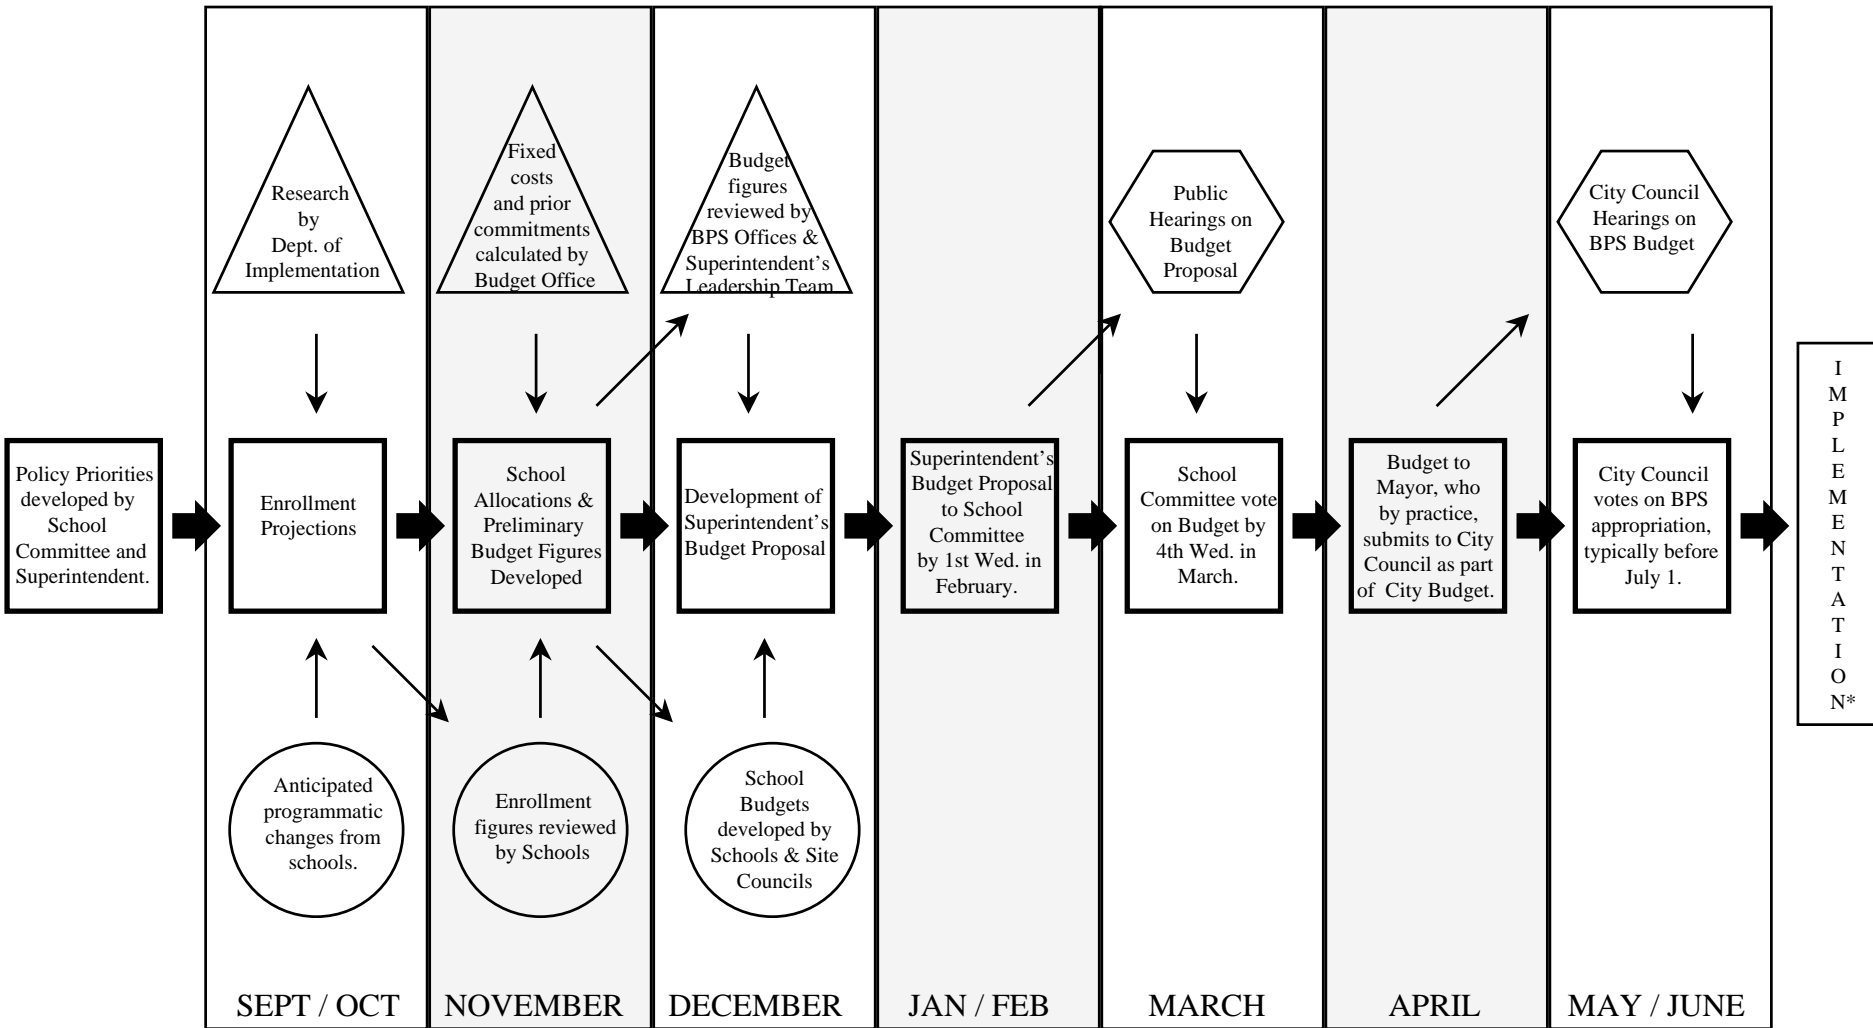 Research
by
Dept. of
Implementation
Fixed
costs
and prior
commitments
calculated by
Budget Office
Budget
figures
reviewed by
BPS Offices &
Superintendent’s
Leadership Team
Public
Hearings on
Budget
Proposal
City Council
Hearings on
BPS Budget
Policy Priorities
developed by
School
Committee and
Superintendent.
Enrollment
Projections
School
Allocations &
Preliminary
Budget Figures
Developed
Development of
Superintendent’s
Budget Proposal
Superintendent’s
Budget Proposal
to School
Committee
by 1st Wed. in
February.
School
Committee vote
on Budget by
4th Wed. in
March.
Budget to
Mayor, who
by practice,
submits to City
Council as part
of City Budget.
City Council
votes on BPS
appropriation,
typically before
July 1.
I
M
P
L
E
M
E
N
T
A
T
I
O
N*
Anticipated
programmatic
changes from
schools.
Enrollment
figures reviewed
by Schools
School
Budgets
developed by
Schools & Site
Councils
SEPT / OCT
NOVEMBER
DECEMBER
JAN / FEB
MARCH
APRIL
MAY / JUNE